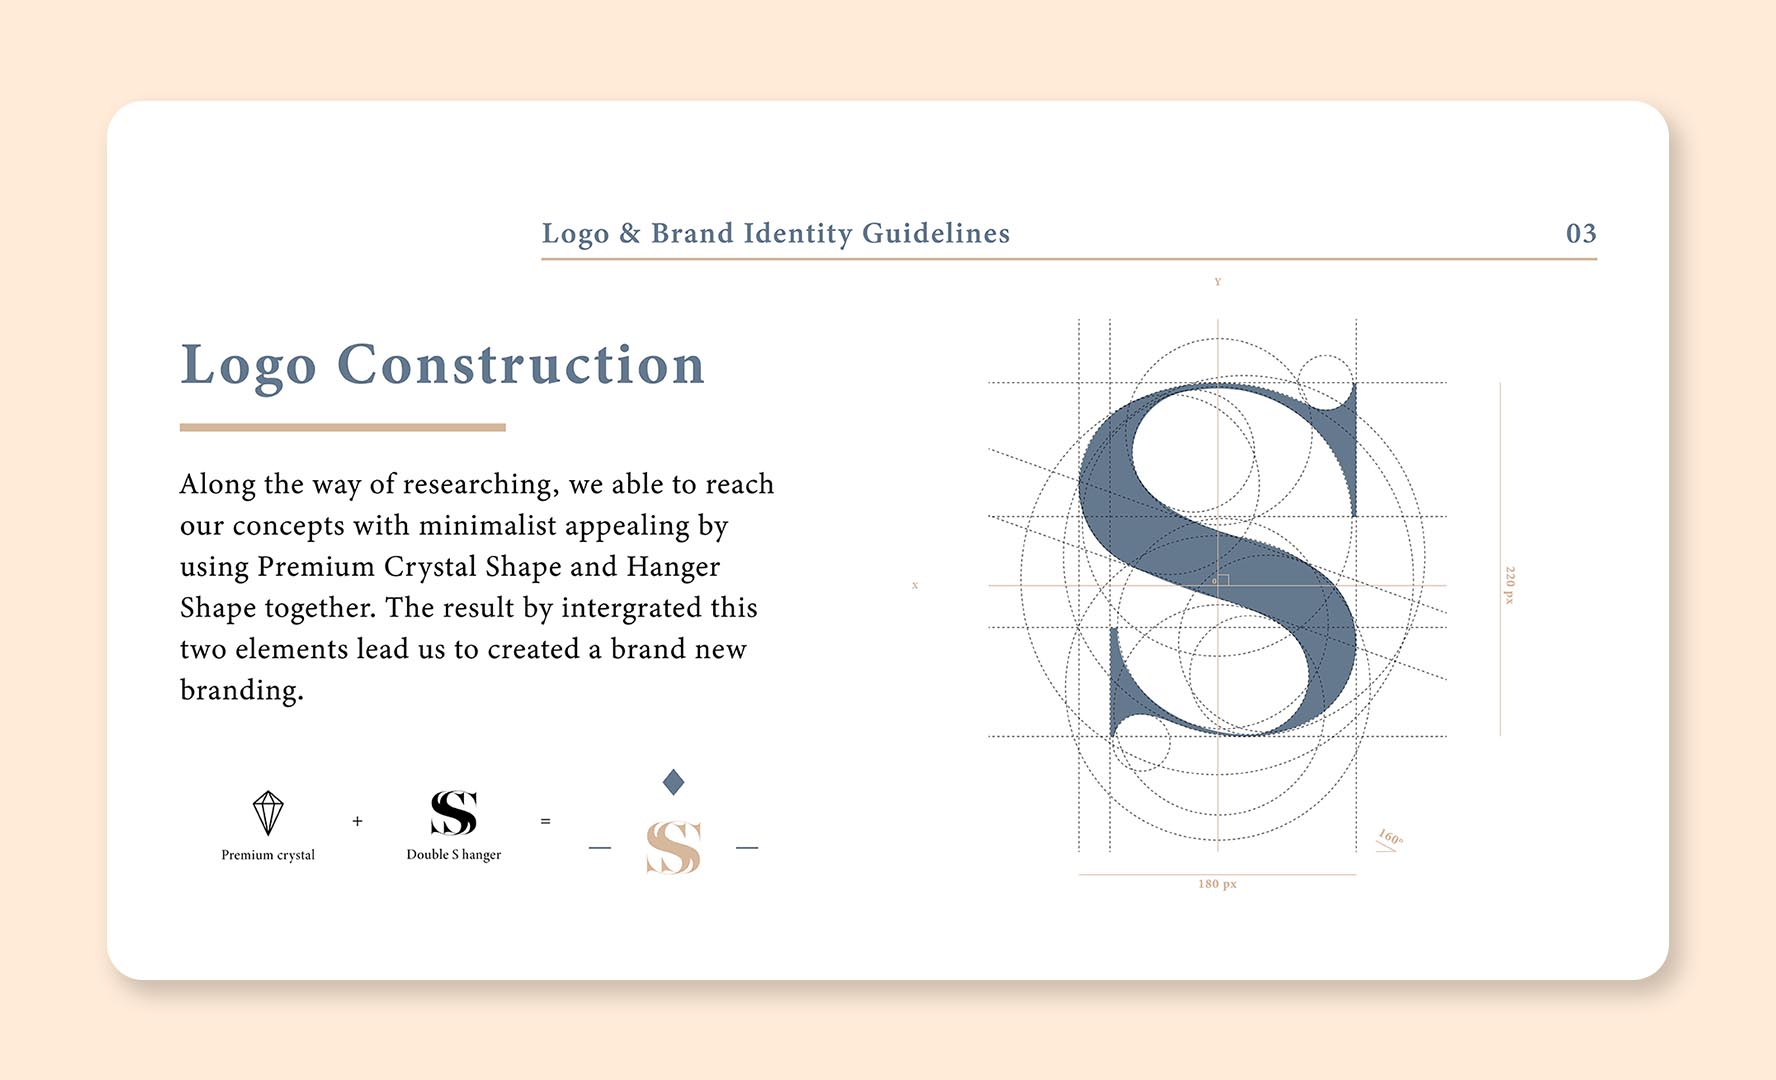 Logo & Brand Identity Guidelines
03
Logo Construction
Along the way of researching, we able to reach
our concepts with minimalist appealing by
using Premium Crystal Shape and Hanger
Shape together. The result by intergrated this
two elements lead us to created a brand new
branding.
+
=
Premium crystal
Double S hanger
S
Y
X
0
220 px
160°
180 px